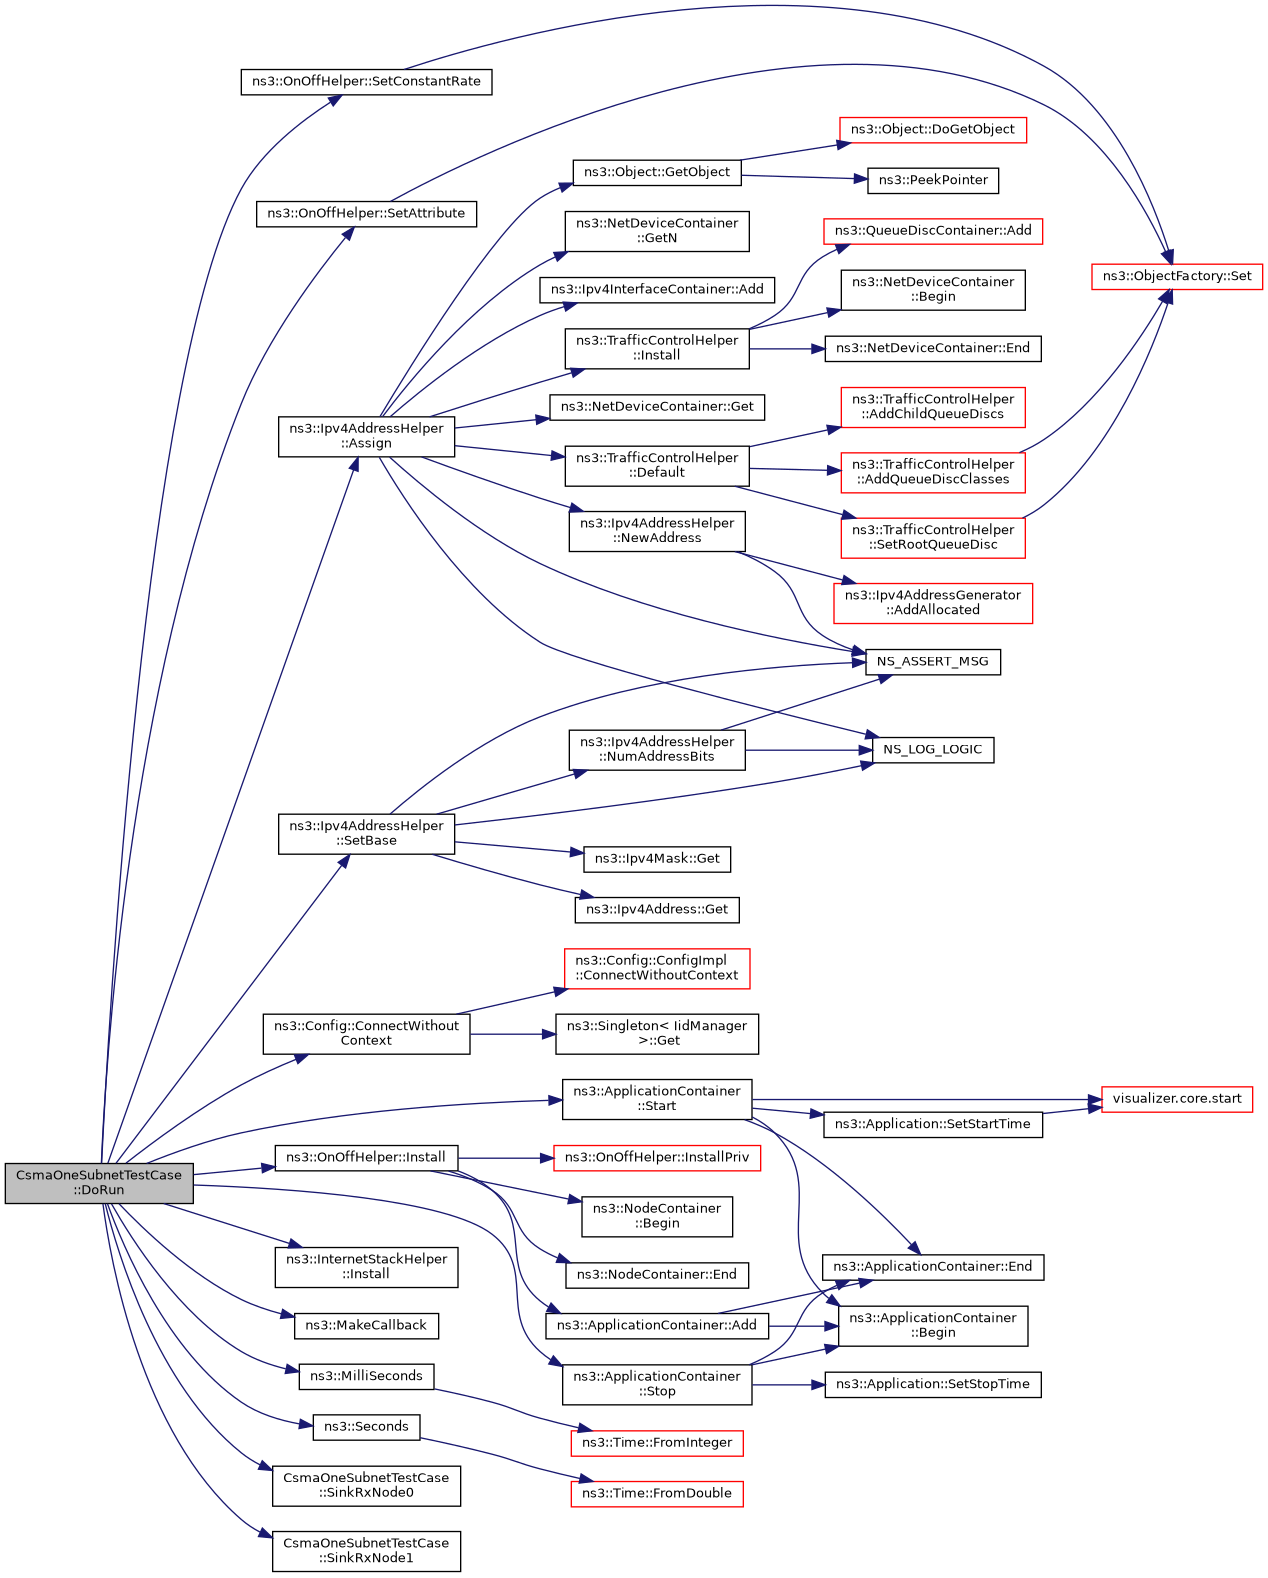 ns3::OnOffHelper::SetConstantRate
ns3::Object::DoGetObject
ns3::Object::GetObject
ns3::PeekPointer
ns3::OnOffHelper::SetAttribute
ns3::NetDeviceContainer
::GetN
ns3::QueueDiscContainer::Add
ns3::ObjectFactory::Set
ns3::Ipv4InterfaceContainer::Add
ns3::NetDeviceContainer
::Begin
ns3::TrafficControlHelper
::Install
ns3::NetDeviceContainer::End
ns3::NetDeviceContainer::Get
ns3::TrafficControlHelper
::AddChildQueueDiscs
ns3::Ipv4AddressHelper
::Assign
ns3::TrafficControlHelper
::Default
ns3::TrafficControlHelper
::AddQueueDiscClasses
ns3::Ipv4AddressHelper
::NewAddress
ns3::TrafficControlHelper
::SetRootQueueDisc
ns3::Ipv4AddressGenerator
::AddAllocated
NS_ASSERT_MSG
ns3::Ipv4AddressHelper
::NumAddressBits
NS_LOG_LOGIC
ns3::Ipv4AddressHelper
::SetBase
ns3::Ipv4Mask::Get
ns3::Ipv4Address::Get
ns3::Config::ConfigImpl
::ConnectWithoutContext
ns3::Config::ConnectWithout
Context
ns3::Singleton< IidManager
>::Get
ns3::ApplicationContainer
::Start
visualizer.core.start
ns3::Application::SetStartTime
ns3::OnOffHelper::Install
ns3::OnOffHelper::InstallPriv
CsmaOneSubnetTestCase
::DoRun
ns3::NodeContainer
::Begin
ns3::InternetStackHelper
::Install
ns3::NodeContainer::End
ns3::ApplicationContainer::End
ns3::MakeCallback
ns3::ApplicationContainer::Add
ns3::ApplicationContainer
::Begin
ns3::MilliSeconds
ns3::ApplicationContainer
::Stop
ns3::Application::SetStopTime
ns3::Seconds
ns3::Time::FromInteger
CsmaOneSubnetTestCase
::SinkRxNode0
ns3::Time::FromDouble
CsmaOneSubnetTestCase
::SinkRxNode1